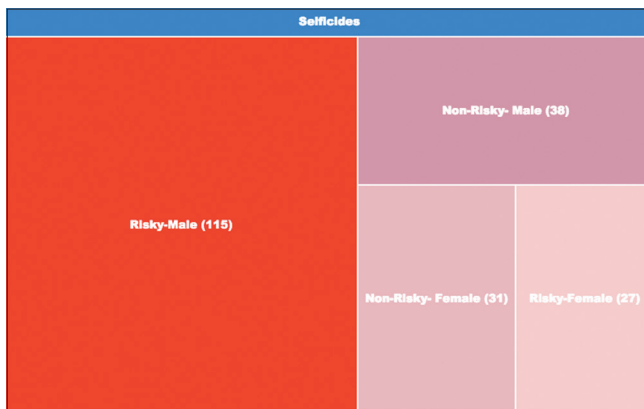 Selficides
Risky-Male (115)
Non-Risky- Male (38)
Non-Risky- Female (31)
Risky-Female (27)